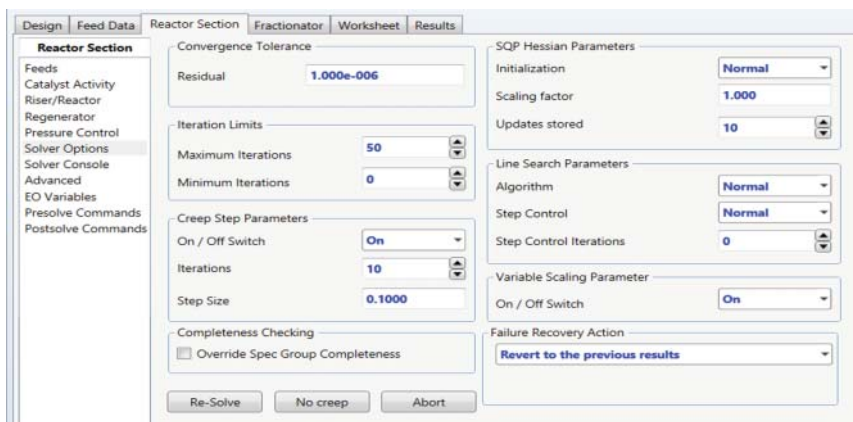 Design Feed Data Reactor Section Fractionator Worksheet Results
Reactor Section
Feeds
Catalyst Activity
Riser/Reactor
Regenerator
Pressure Control
Solver Options
Solver Console
Advanced
EO Variables
Presolve Commands
Postsolve Commands
Convergence Tolerance
Residual 1.000e-006
Iteration Limits
Maximum Iterations 50
Minimum Iterations 0
Creep Step Parameters
On / Off Switch On
Iterations 10
Step Size 0.1000
Completeness Checking
Override Spec Group Completeness
Re-Solve No creep Abort
SQP Hessian Parameters
Initialization Normal
Scaling factor 1.000
Updates stored 10
Line Search Parameters
Algorithm Normal
Step Control Normal
Step Control Iterations 0
Variable Scaling Parameter
On / Off Switch On
Failure Recovery Action
Revert to the previous results